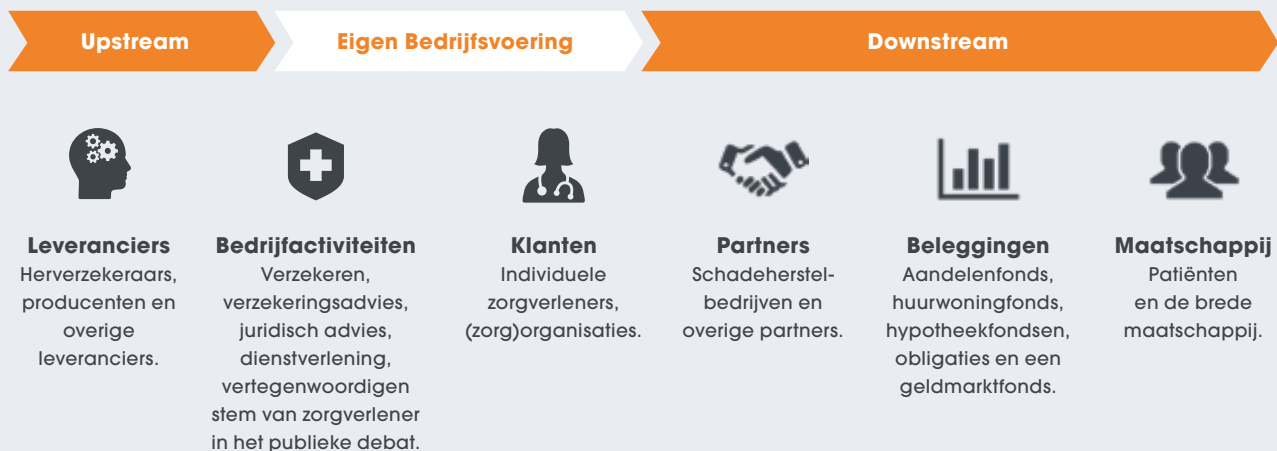 Upstream
Eigen Bedrijfsvoering
Downstream
Leveranciers
Herverzekeraars,
producenten en
overige
leveranciers.
Bedrijfactiviteiten
Verzekeren,
verzekeringsadvies,
juridisch advies,
dienstverlening,
vertegenwoordigen
stem van zorgverlener
in het publieke debat.
Klanten
Individuele
zorgverleners,
(zorg)organisaties.
Partners
Schadeherstel-
bedrijven en
overige partners.
Beleggingen
Aandelenfonds,
huurwoningfonds,
hypotheekfondsen,
obligaties en een
geldmarktfonds.
Maatschappij
Patiënten
en de brede
maatschappij.